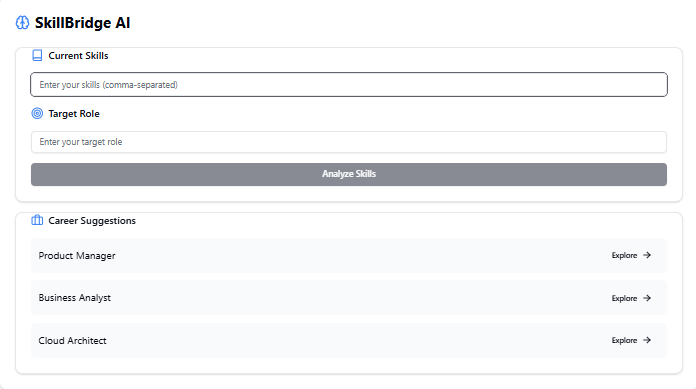 SkillBridge AI
Current Skills
Enter your skills (comma-separated)
Target Role
Enter your target role
Analyze Skills
Career Suggestions
Product Manager Explore
Business Analyst Explore
Cloud Architect Explore